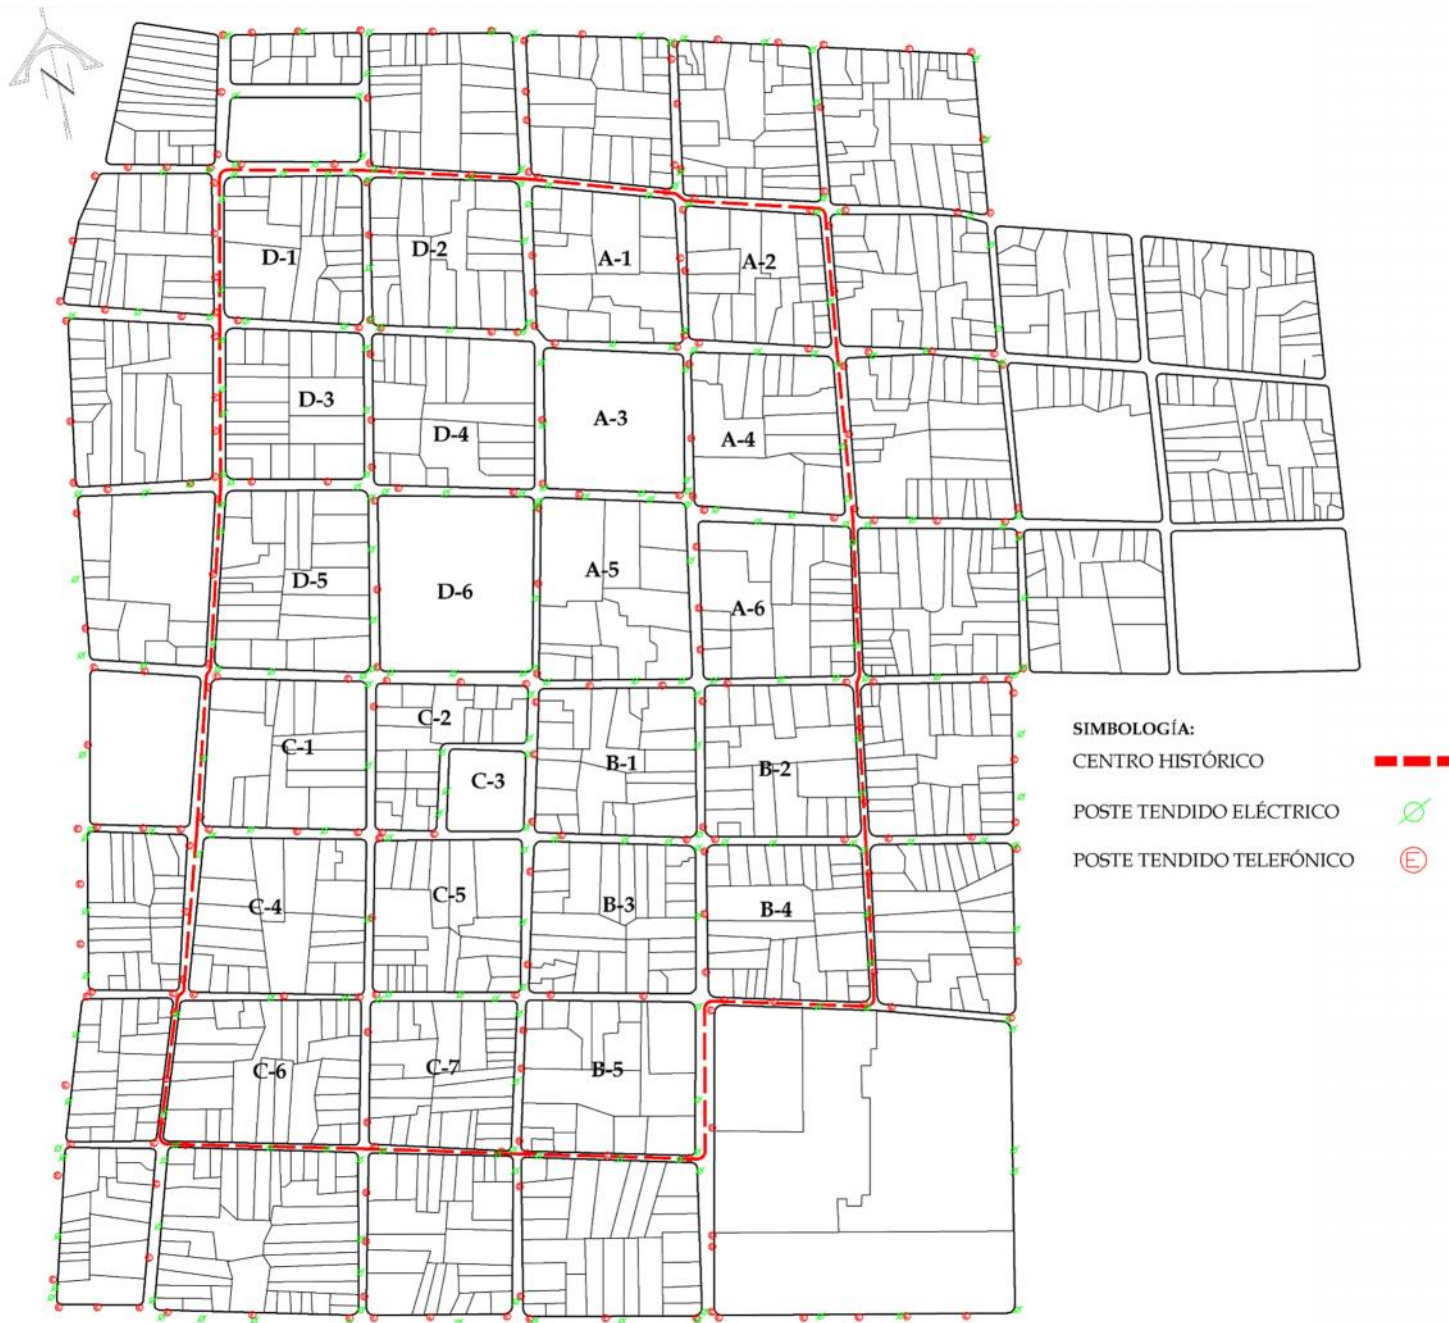 N
D-1
D-2
A-1
A-2
D-3
D-4
A-3
A-4
D-5
D-6
A-5
A-6
C-1
C-2
C-3
B-1
B-2
C-4
C-5
B-3
B-4
C-6
C-7
B-5
SIMBOLOGÍA:
CENTRO HISTÓRICO
POSTE TENDIDO ELÉCTRICO
POSTE TENDIDO TELEFÓNICO
E